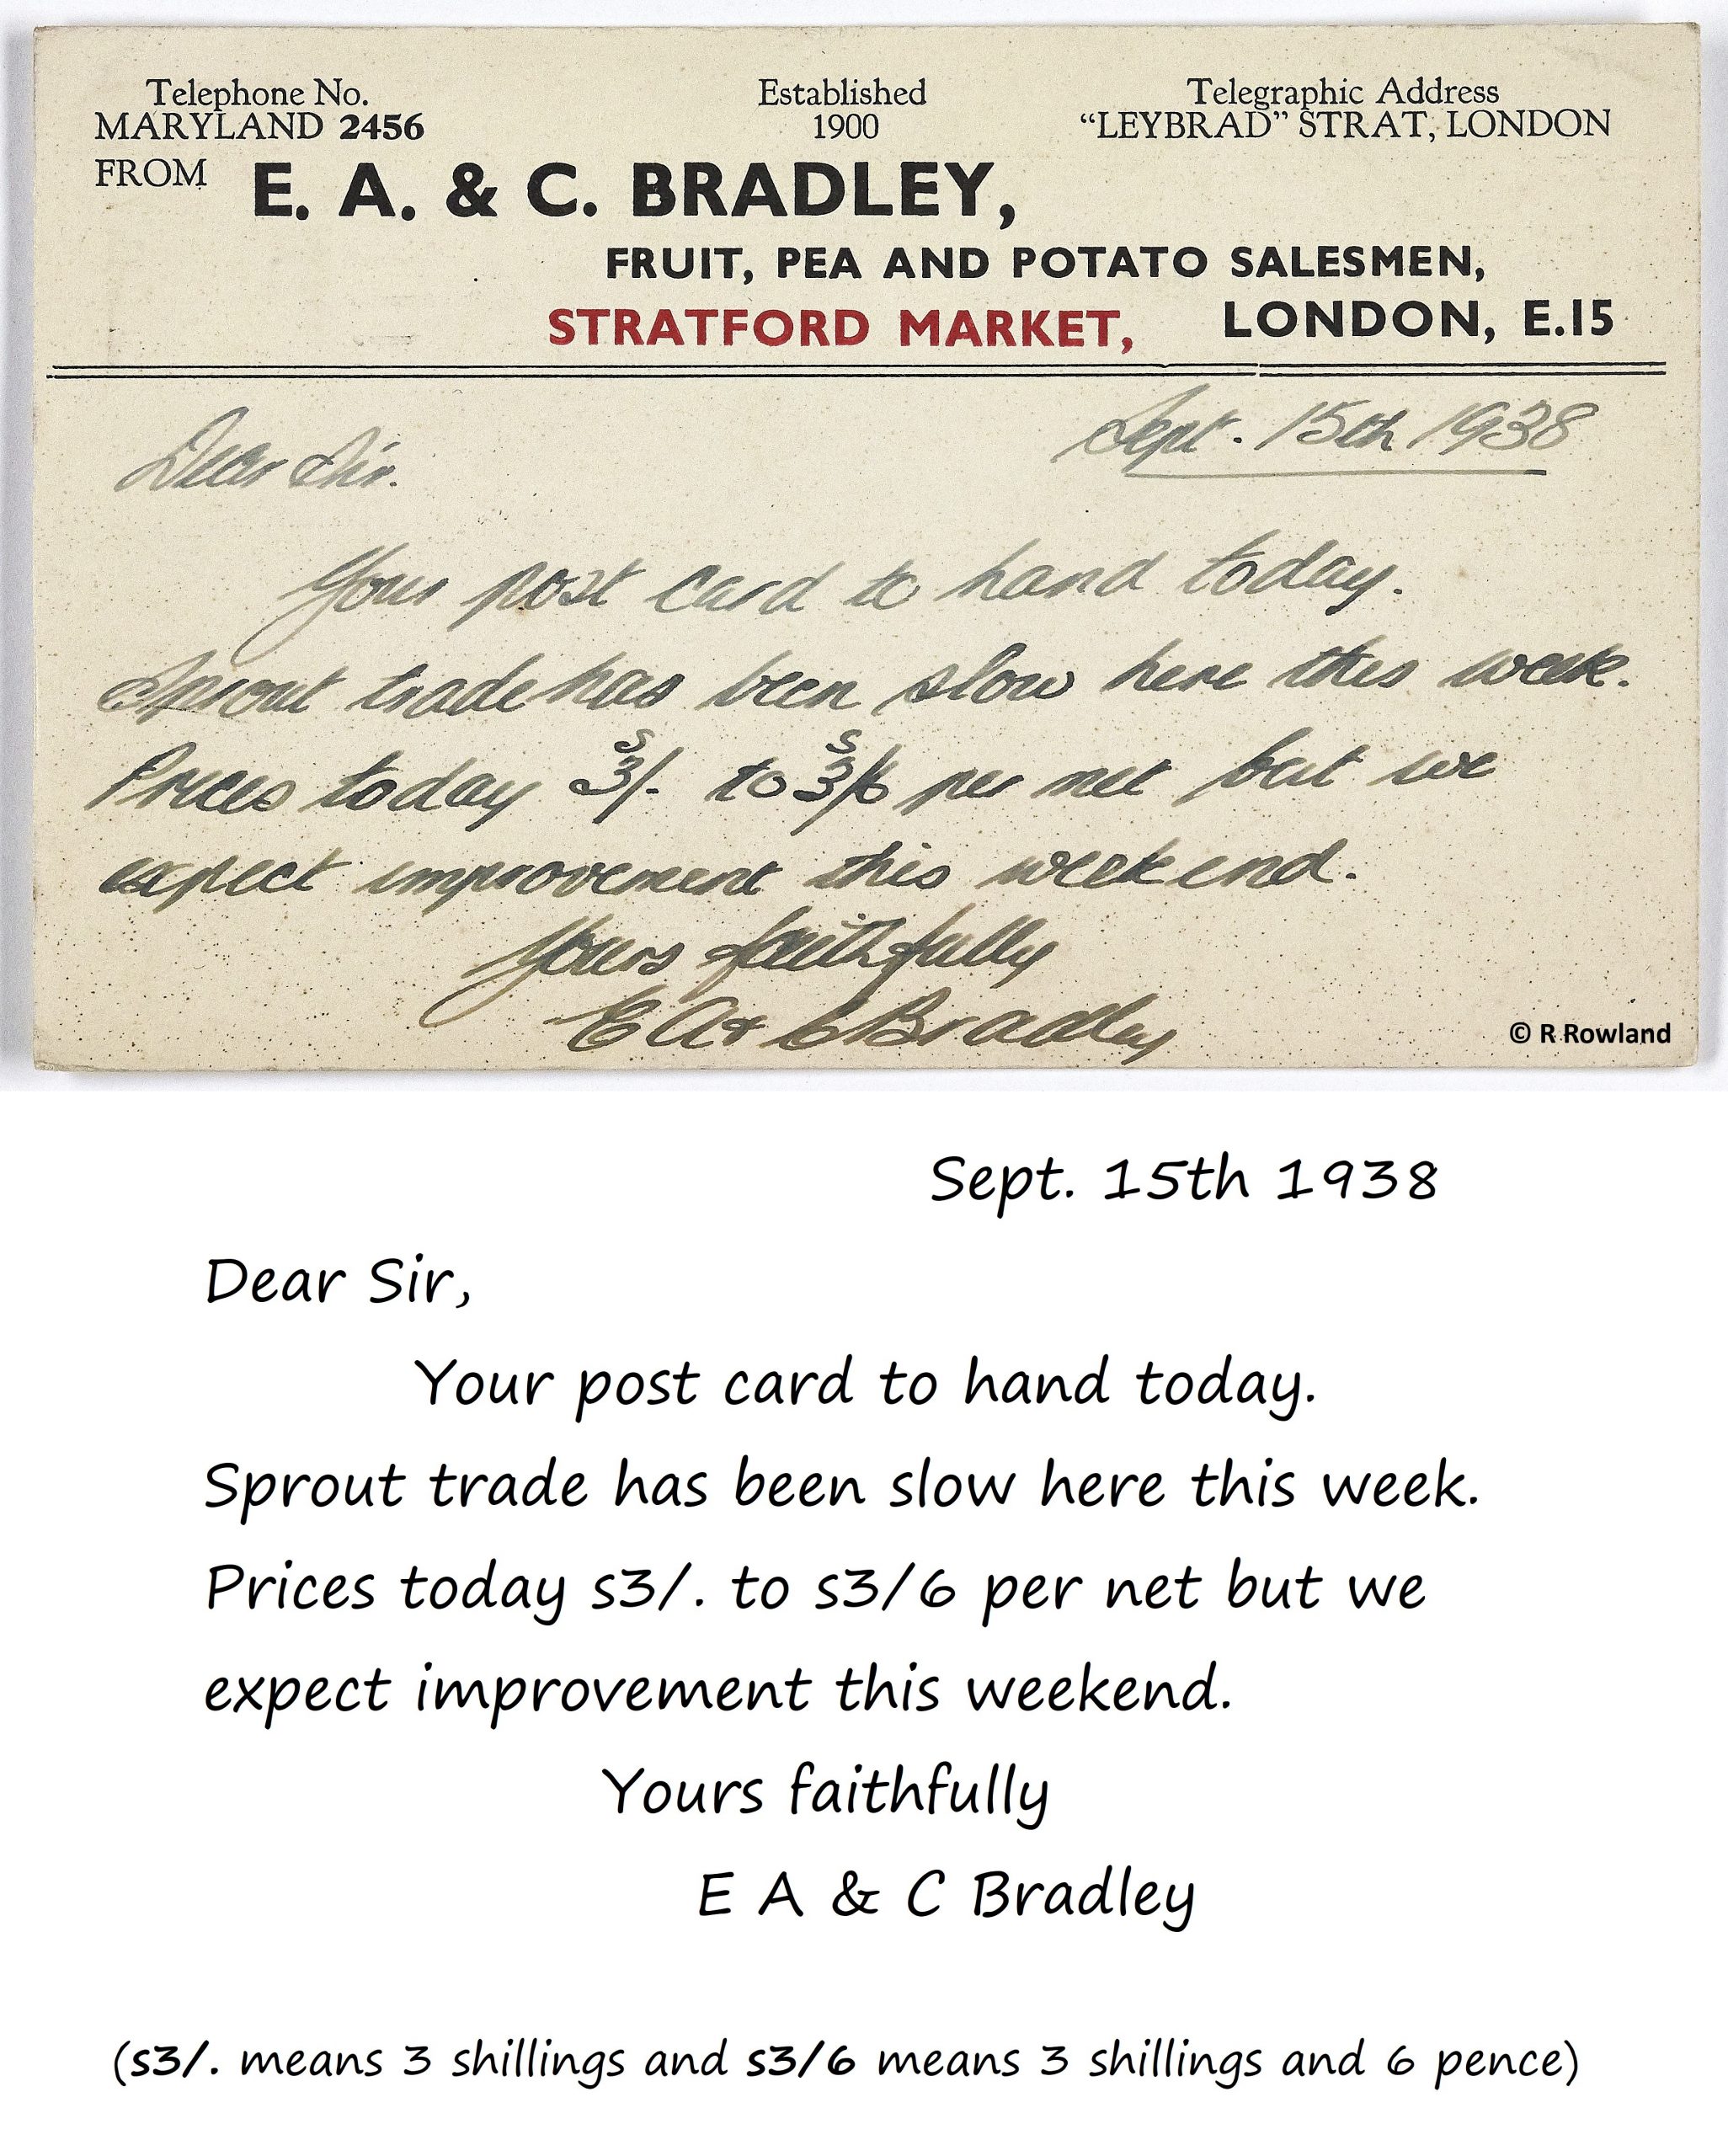 Telephone No.
MARYLAND 2456
Established
1900
Telegraphic Address
“LEYBRAD” STRAT, LONDON
FROM E. A. & C. BRADLEY,
FRUIT, PEA AND POTATO SALESMEN,
STRATFORD MARKET, LONDON, E.15
Sept. 15th 1938
Dear Sir.
Your post card to hand today.
Sprout trade has been slow here this week.
Prices today s3/- to s3/6 per net but we
expect improvement this weekend.
Yours faithfully
E A & C Bradley
© R Rowland
Sept. 15th 1938
Dear Sir,
Your post card to hand today.
Sprout trade has been slow here this week.
Prices today s3/. to s3/6 per net but we
expect improvement this weekend.
Yours faithfully
E A & C Bradley
(s3/. means 3 shillings and s3/6 means 3 shillings and 6 pence)